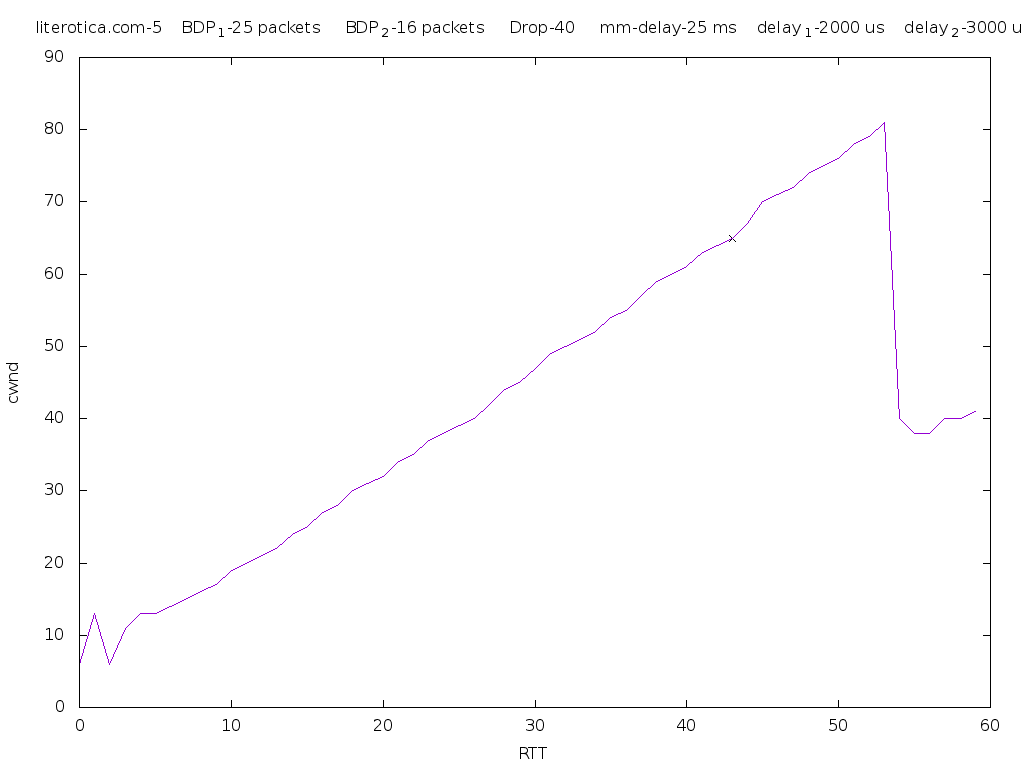 literotica.com-5 BDP1-25 packets BDP2-16 packets Drop-40 mm-delay-25 ms delay1-2000 us delay2-3000 u
90
80
70
60
50
40
30
20
10
0
cwnd
0 10 20 30 40 50 60
RTT